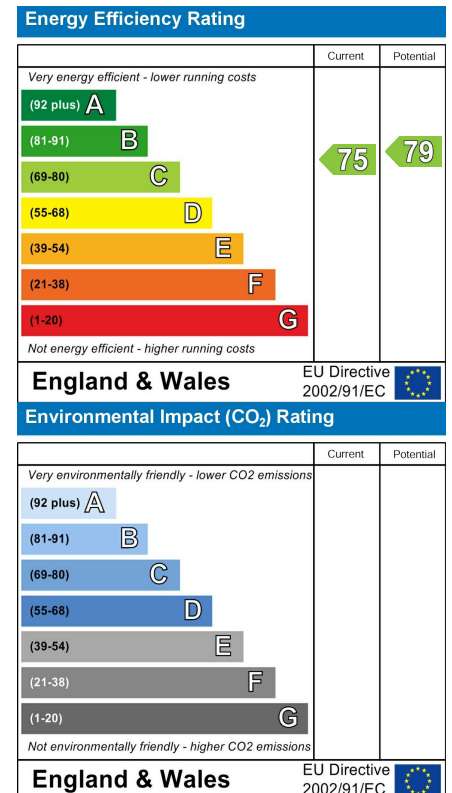 Energy Efficiency Rating
Current Potential
Very energy efficient - lower running costs
(92 plus) A
(81-91) B
(69-80) C
75 79
(55-68) D
(39-54) E
(21-38) F
(1-20) G
Not energy efficient - higher running costs
England & Wales
EU Directive
2002/91/EC
Environmental Impact (CO₂) Rating
Current Potential
Very environmentally friendly - lower CO2 emissions
(92 plus) A
(81-91) B
(69-80) C
(55-68) D
(39-54) E
(21-38) F
(1-20) G
Not environmentally friendly - higher CO2 emissions
England & Wales
EU Directive
2002/91/EC